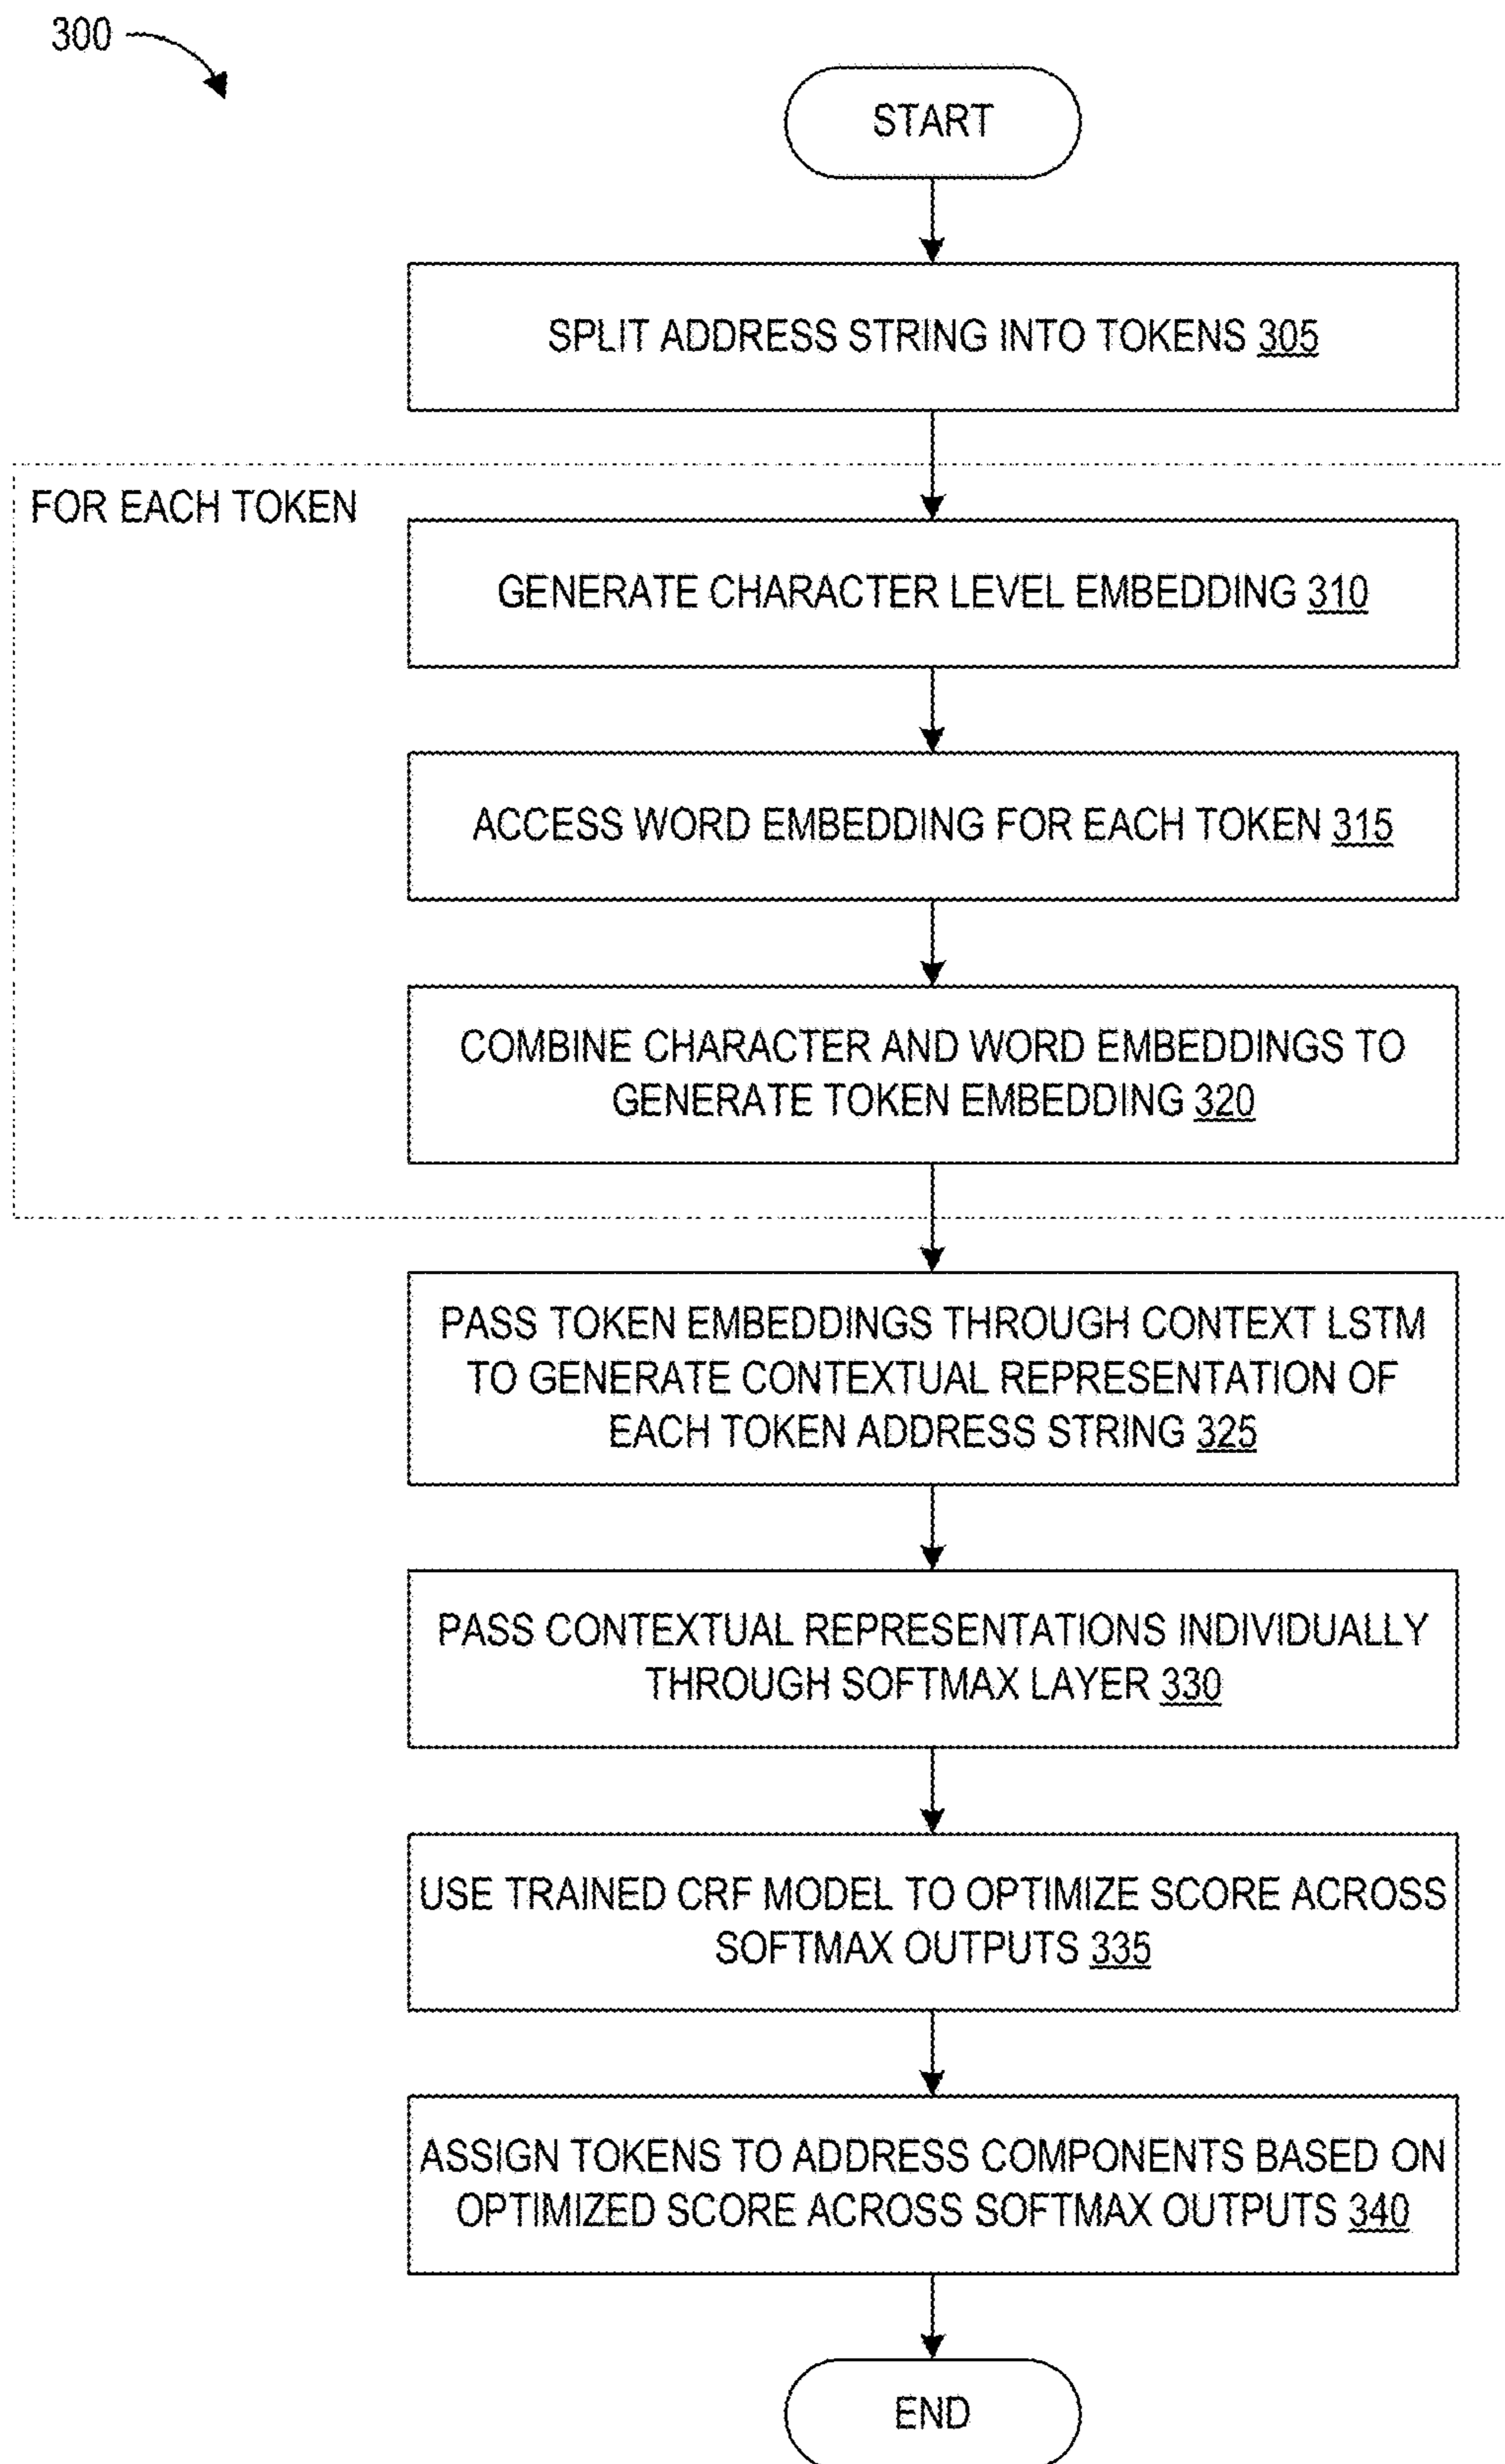 300
START
SPLIT ADDRESS STRING INTO TOKENS 305
FOR EACH TOKEN
GENERATE CHARACTER LEVEL EMBEDDING 310
ACCESS WORD EMBEDDING FOR EACH TOKEN 315
COMBINE CHARACTER AND WORD EMBEDDINGS TO
GENERATE TOKEN EMBEDDING 320
PASS TOKEN EMBEDDINGS THROUGH CONTEXT LSTM
TO GENERATE CONTEXTUAL REPRESENTATION OF
EACH TOKEN ADDRESS STRING 325
PASS CONTEXTUAL REPRESENTATIONS INDIVIDUALLY
THROUGH SOFTMAX LAYER 330
USE TRAINED CRF MODEL TO OPTIMIZE SCORE ACROSS
SOFTMAX OUTPUTS 335
ASSIGN TOKENS TO ADDRESS COMPONENTS BASED ON
OPTIMIZED SCORE ACROSS SOFTMAX OUTPUTS 340
END